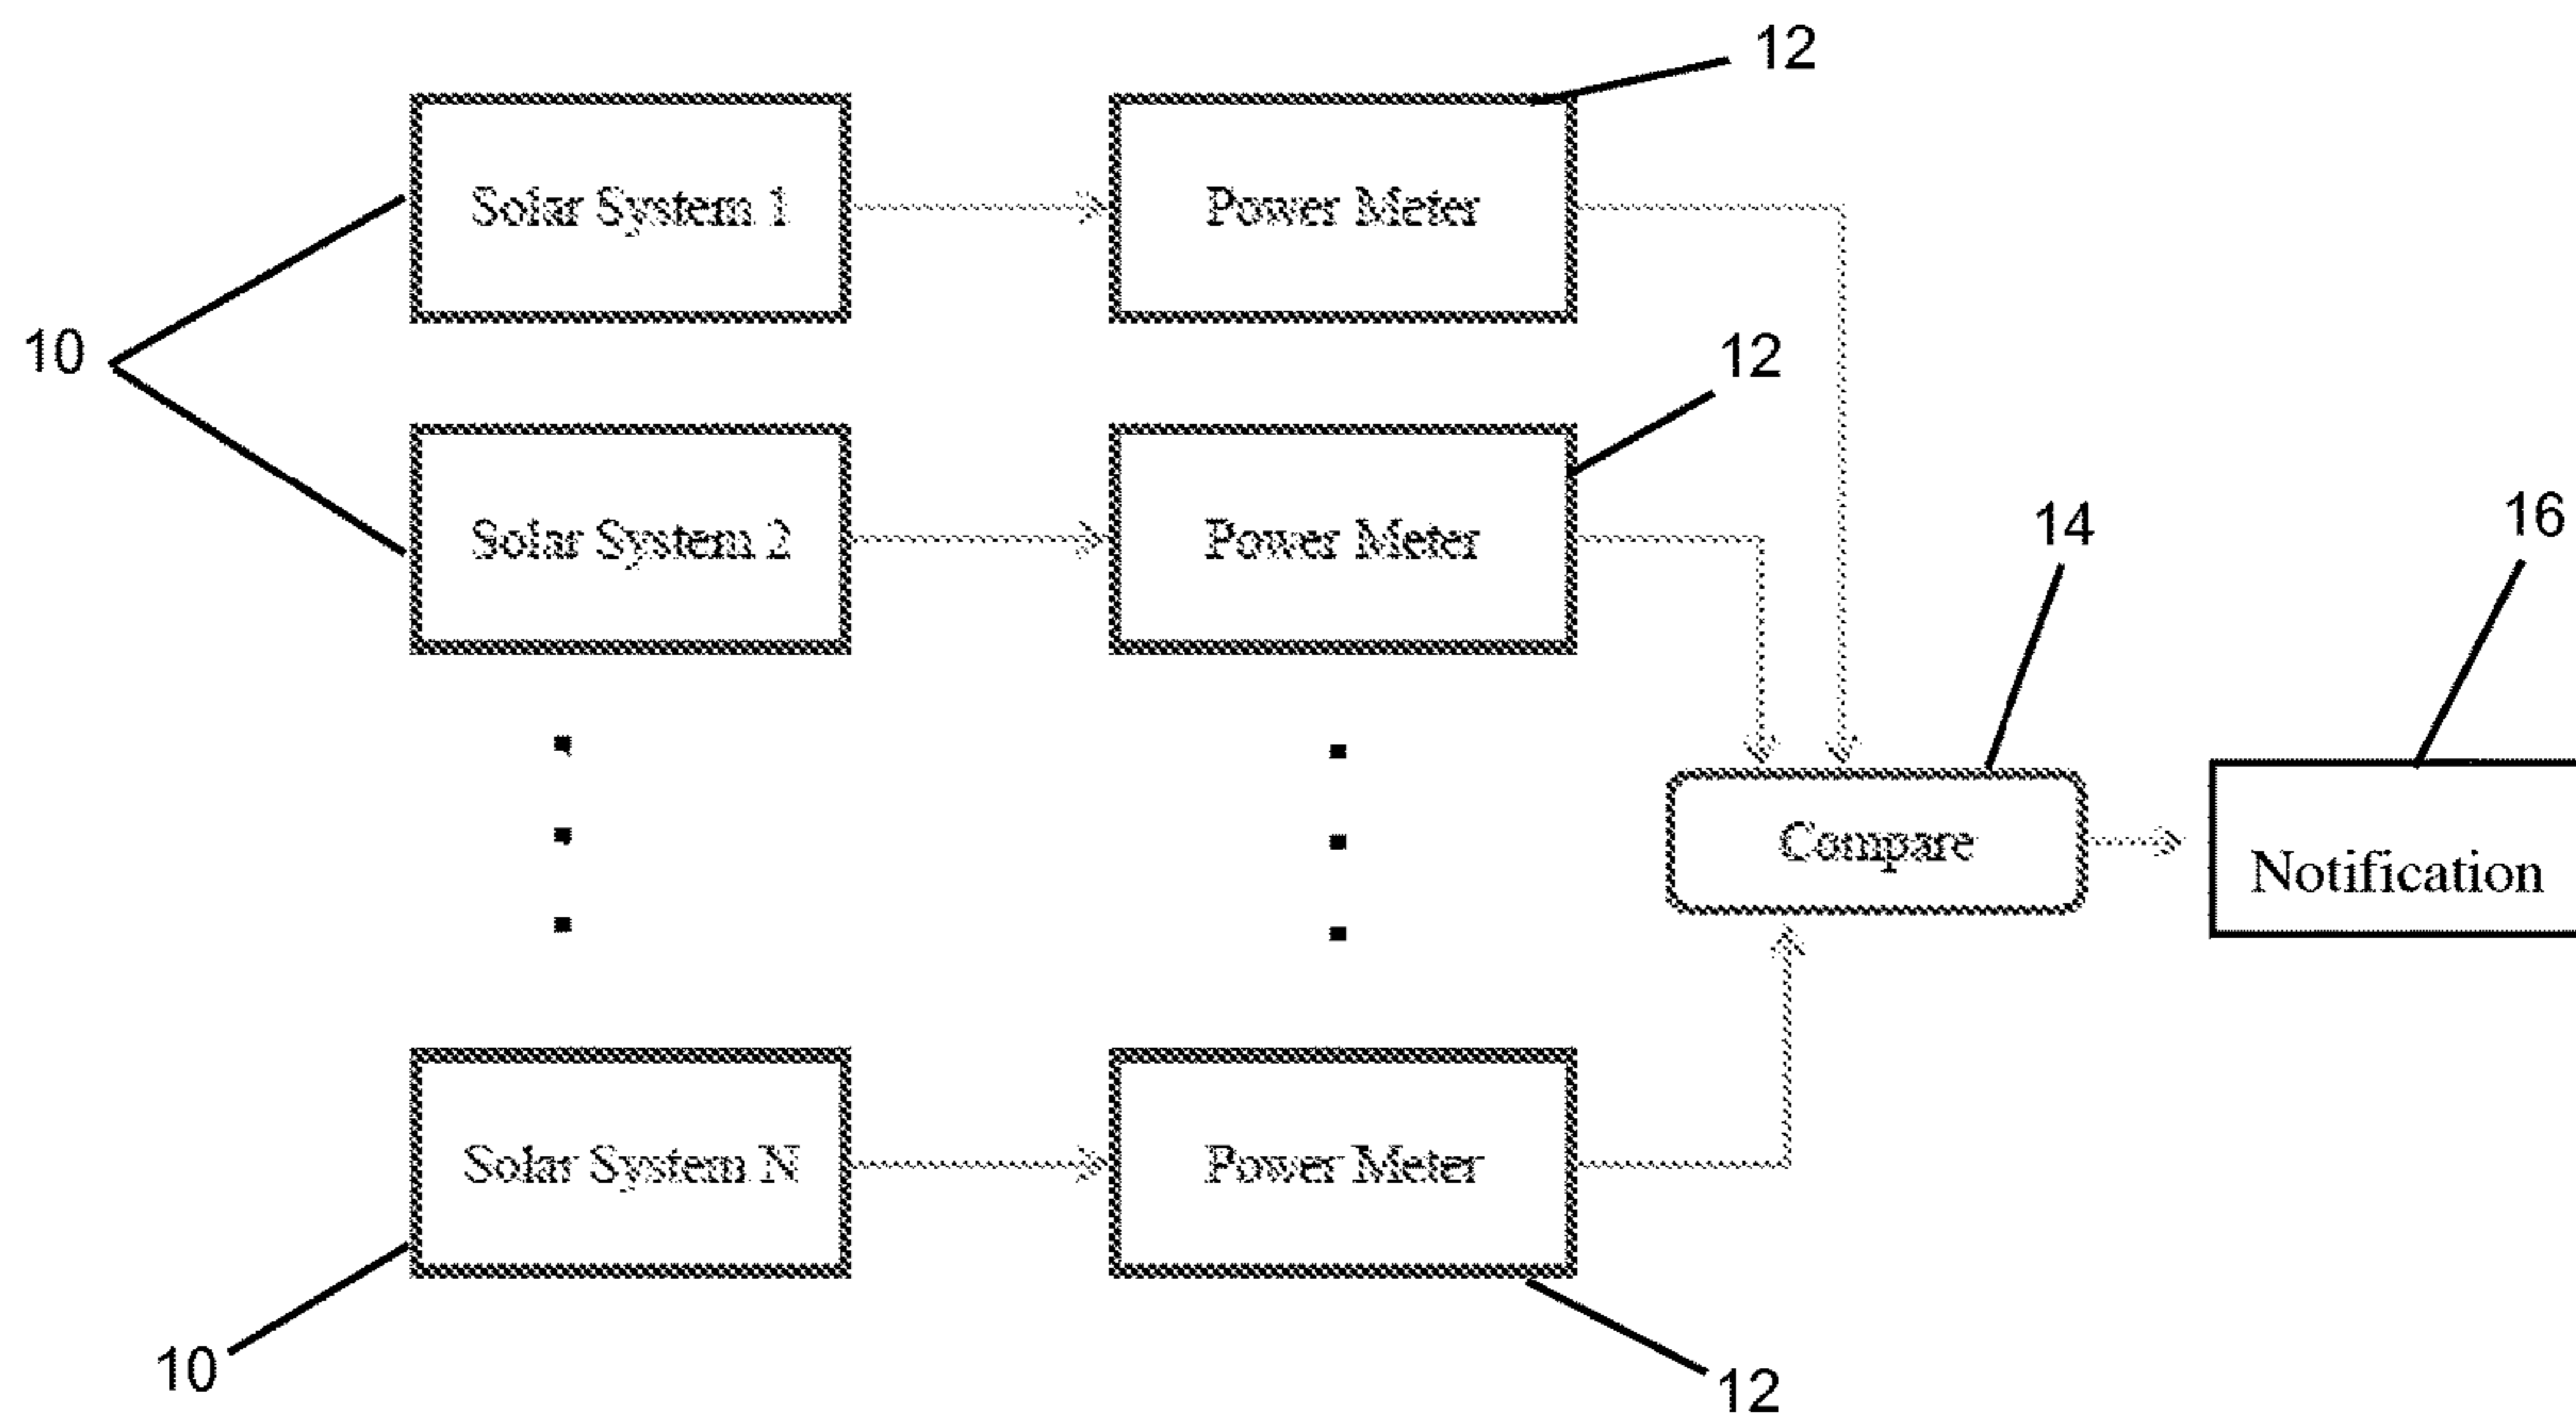 12
Solar System 1
Power Meter
10
12
Solar System 2
Power Meter
14
16
Compare
Notification
Solar System N
Power Meter
10
12